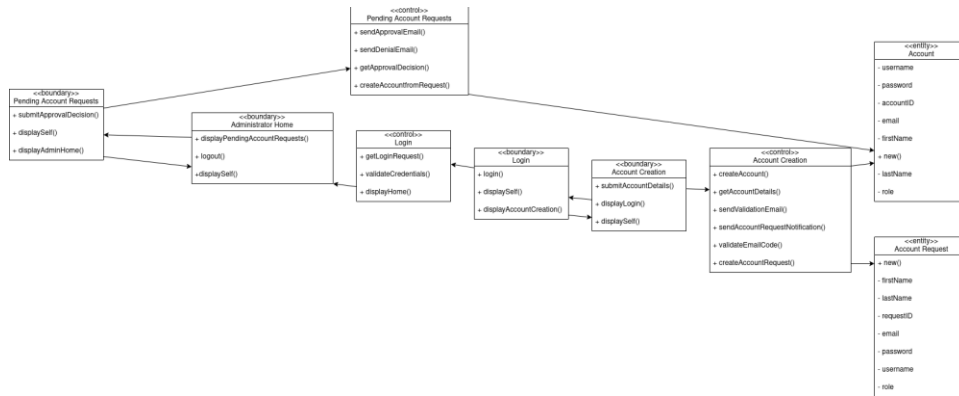 <<control>>
Pending Account Requests
+ sendApprovalEmail()
+ sendDenialEmail()
+ getApprovalDecision()
+ createAccountfromRequest()
<<entity>>
Account
- username
- password
- accountID
- email
- firstName
+ new()
- lastName
- role
<<boundary>>
Pending Account Requests
+ submitApprovalDecision()
+ displaySelf()
+ displayAdminHome()
<<boundary>>
Administrator Home
+ displayPendingAccountRequests()
+ logout()
+displaySelf()
<<control>>
Login
+ getLoginRequest()
+ validateCredentials()
+ displayHome()
<<boundary>>
Login
+ login()
+ displaySelf()
+ displayAccountCreation()
<<boundary>>
Account Creation
+ submitAccountDetails()
+ displayLogin()
+ displaySelf()
<<control>>
Account Creation
+ createAccount()
+ getAccountDetails()
+ sendValidationEmail()
+ sendAccountRequestNotification()
+ validateEmailCode()
+ createAccountRequest()
<<entity>>
Account Request
+ new()
- firstName
- lastName
- requestID
- email
- password
- username
- role